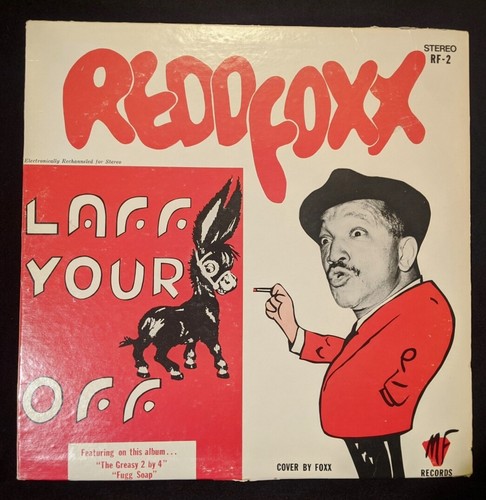 REDD FOXX
STEREO
RF-2
Electronically Rechanneled for Stereo
LAFF
YOUR
OFF
Featuring on this album...
"The Greasy 2 by 4"
"Fugg Soap"
COVER BY FOXX
MF
RECORDS